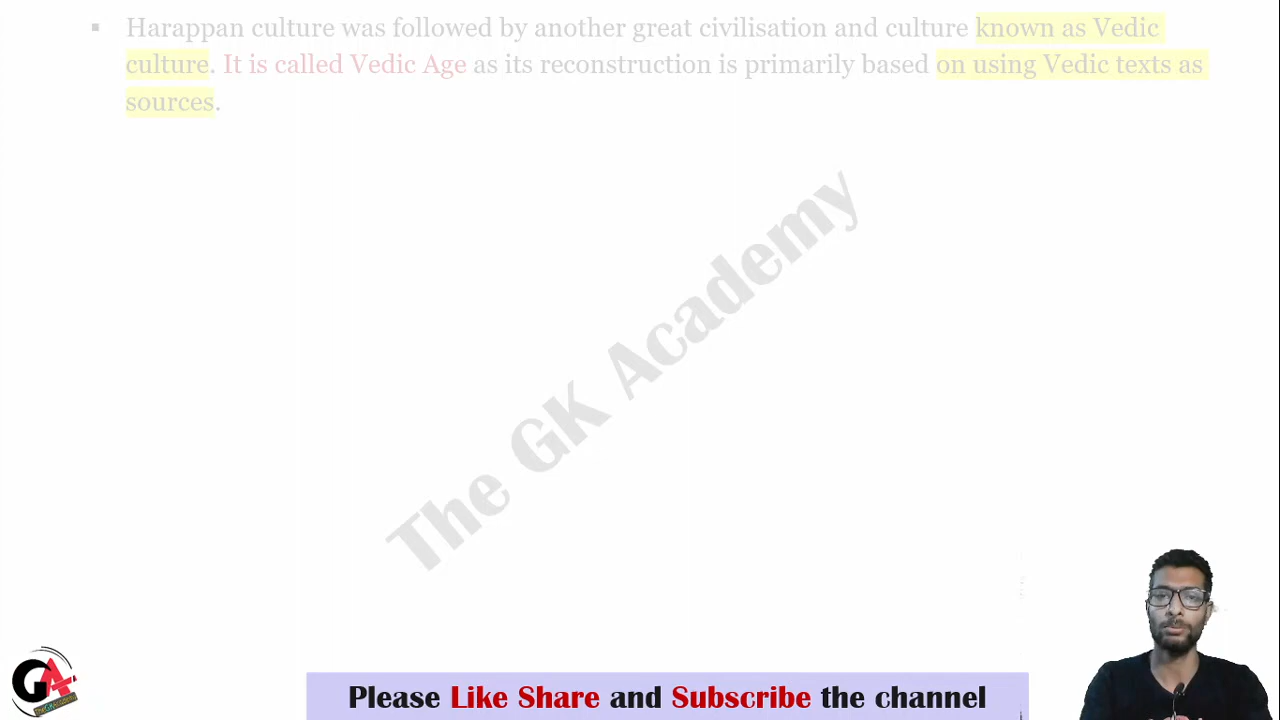 ▪ Harappan culture was followed by another great civilisation and culture known as Vedic
culture. It is called Vedic Age as its reconstruction is primarily based on using Vedic texts as
sources.
The GK Academy
GA
Please Like Share and Subscribe the channel